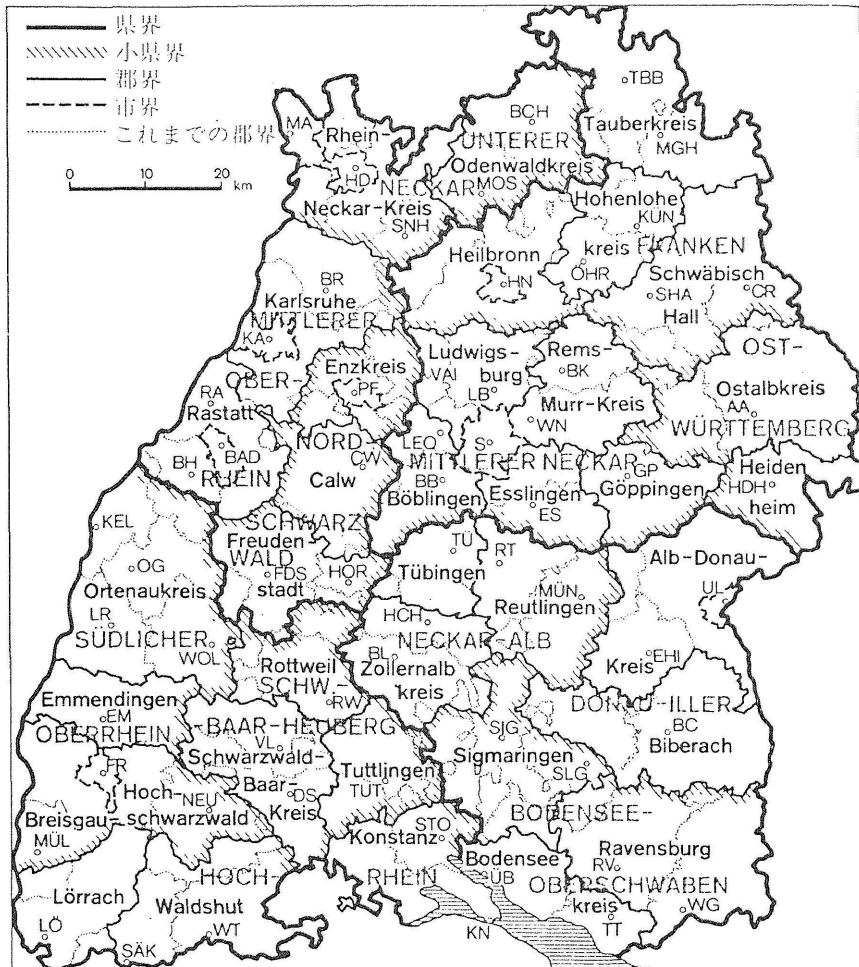 県界
小県界
郡界
市界
これまでの郡界
0 10 20 km
TBB
BCH
Tauberkreis
MGH
MA
Rhein-
UNTERER
Odenwaldkreis
HD
NECKAR
MOS
Neckar-Kreis
SNH
Hohenlohe
KÜN
Heilbronn
kreis
FRANKEN
ÖHR
HN
Schwäbisch
SHA
CR
Hall
BR
Karlsruhe
MITTLERER
KA
Ludwigs-
burg
VAI
LB
Rems-
BK
Murr-Kreis
WN
OST-
Ostalbkreis
AA
WÜRTTEMBERG
Enzkreis
PF
OBER-
RA
Rastatt
BAD
BH
RHEIN
NORD-
CW
Calw
LEO
S
MITTLERER NECKAR
BB
Böblingen
Esslingen
ES
GP
Göppingen
Heiden
HDH
heim
SCHWARZ
Freuden
WALD
FDS
HOR
stadt
KEL
OG
Ortenaukreis
LR
SÜDLICHER
WOL
TÜ
Tübingen
RT
MÜN
Reutlingen
Alb-Donau-
UL
HCH
NECKAR-ALB
BL
Zollernalb
kreis
Kreis
EHI
Rottweil
SCHW.-
RW
Emmendingen
EM
OBERRHEIN
-BAAR-HEUBERG
VL
Schwarzwald-
Baar-
DS
Kreis
Tuttlingen
TUT
SIG
Sigmaringen
SLG
DONAU-ILLER
BC
Biberach
FR
Hoch-
NEU
Breisgau-
schwarzwald
MÜL
Konstanz
STO
BODENSEE-
Ravensburg
RV
Bodensee
ÜB
OBERSCHWABEN
kreis
TT
WG
HOCH-
RHEIN
Lörrach
LÖ
Waldshut
WT
SÄK
KN